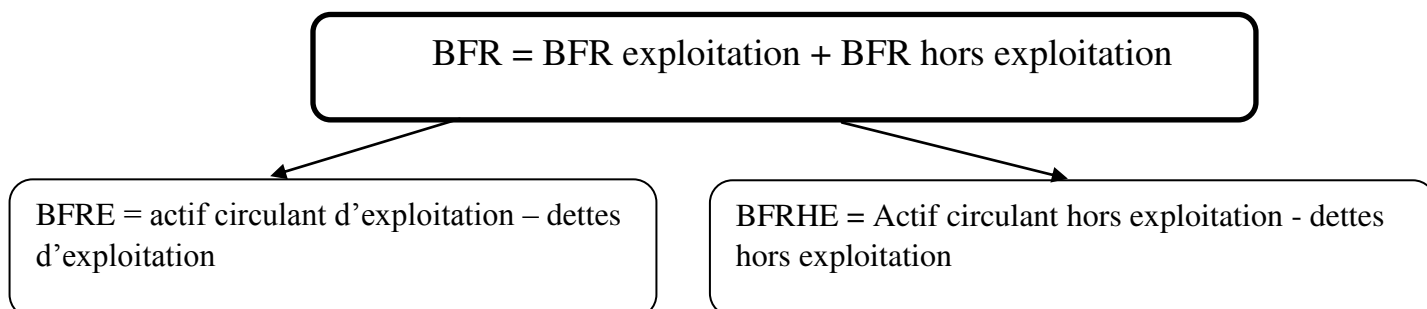 BFR = BFR exploitation + BFR hors exploitation
BFRE = actif circulant d’exploitation – dettes
d’exploitation
BFRHE = Actif circulant hors exploitation - dettes
hors exploitation